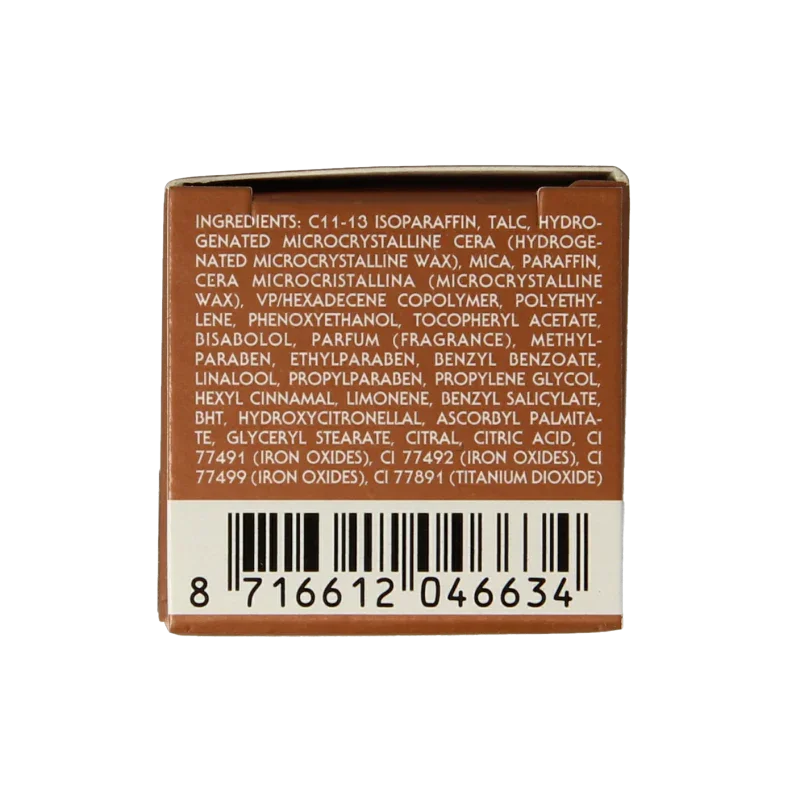 INGREDIENTS: C11-13 ISOPARAFFIN, TALC, HYDRO-
GENATED MICROCRYSTALLINE CERA (HYDROGE-
NATED MICROCRYSTALLINE WAX), MICA, PARAFFIN,
CERA MICROCRISTALLINA (MICROCRYSTALLINE
WAX), VP/HEXADECENE COPOLYMER, POLYETHY-
LENE, PHENOXYETHANOL, TOCOPHERYL ACETATE,
BISABOLOL, PARFUM (FRAGRANCE), METHYL-
PARABEN, ETHYLPARABEN, BENZYL BENZOATE,
LINALOOL, PROPYLPARABEN, PROPYLENE GLYCOL,
HEXYL CINNAMAL, LIMONENE, BENZYL SALICYLATE,
BHT, HYDROXYCITRONELLAL, ASCORBYL PALMITA-
TE, GLYCERYL STEARATE, CITRAL, CITRIC ACID, CI
77491 (IRON OXIDES), CI 77492 (IRON OXIDES), CI
77499 (IRON OXIDES), CI 77891 (TITANIUM DIOXIDE)
8 716612 046634